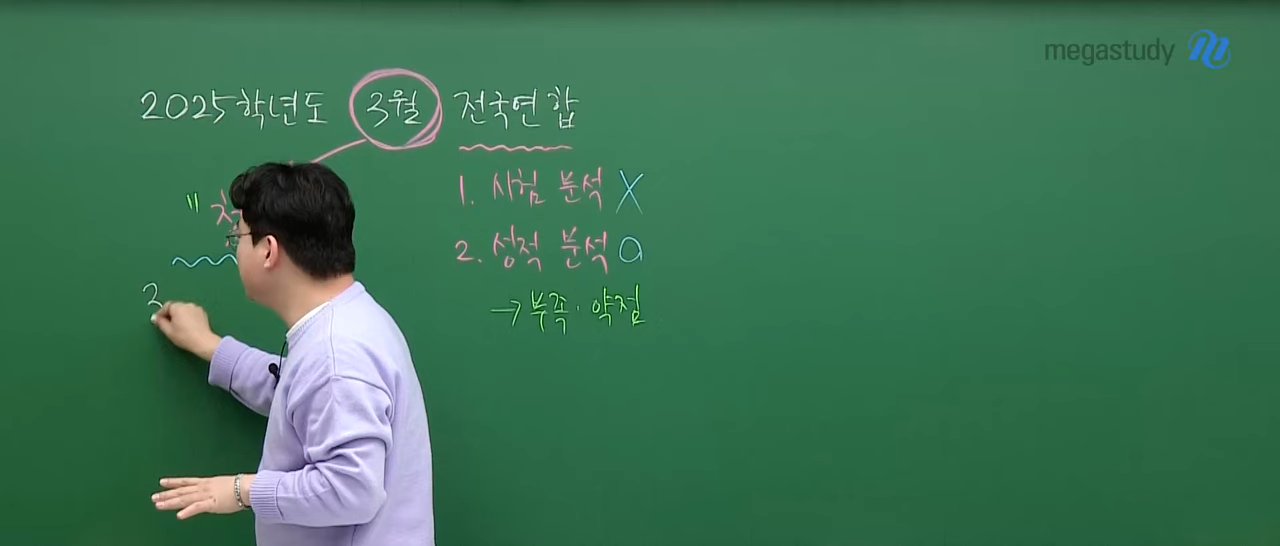 megastudy
2025학년도 3월 전국연합
1. 시험 분석 X
2. 성적 분석 O
→ 부족·약점
3